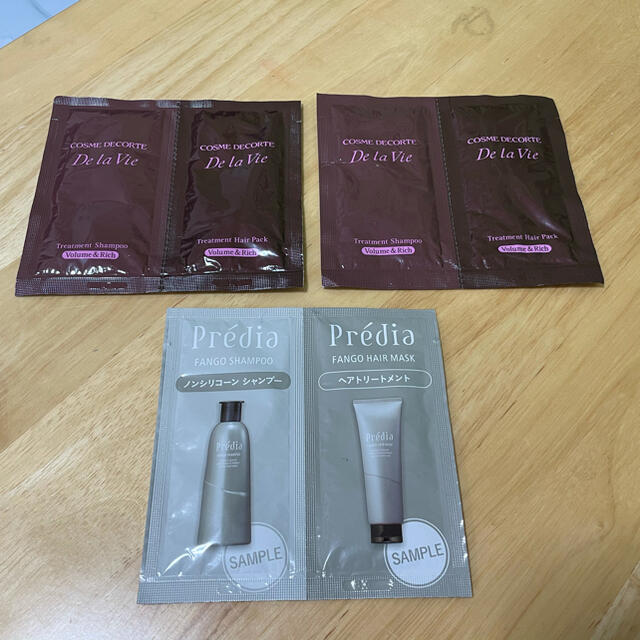 COSME DECORTE
De la Vie
Treatment Shampoo
Volume & Rich
COSME DECORTE
De la Vie
Treatment Hair Pack
Volume & Rich
COSME DECORTE
De la Vie
Treatment Shampoo
Volume & Rich
COSME DECORTE
De la Vie
Treatment Hair Pack
Volume & Rich
Prédia
FANGO SHAMPOO
ノンシリコーン シャンプー
Prédia
SAMPLE
Prédia
FANGO HAIR MASK
ヘアトリートメント
Prédia
SAMPLE